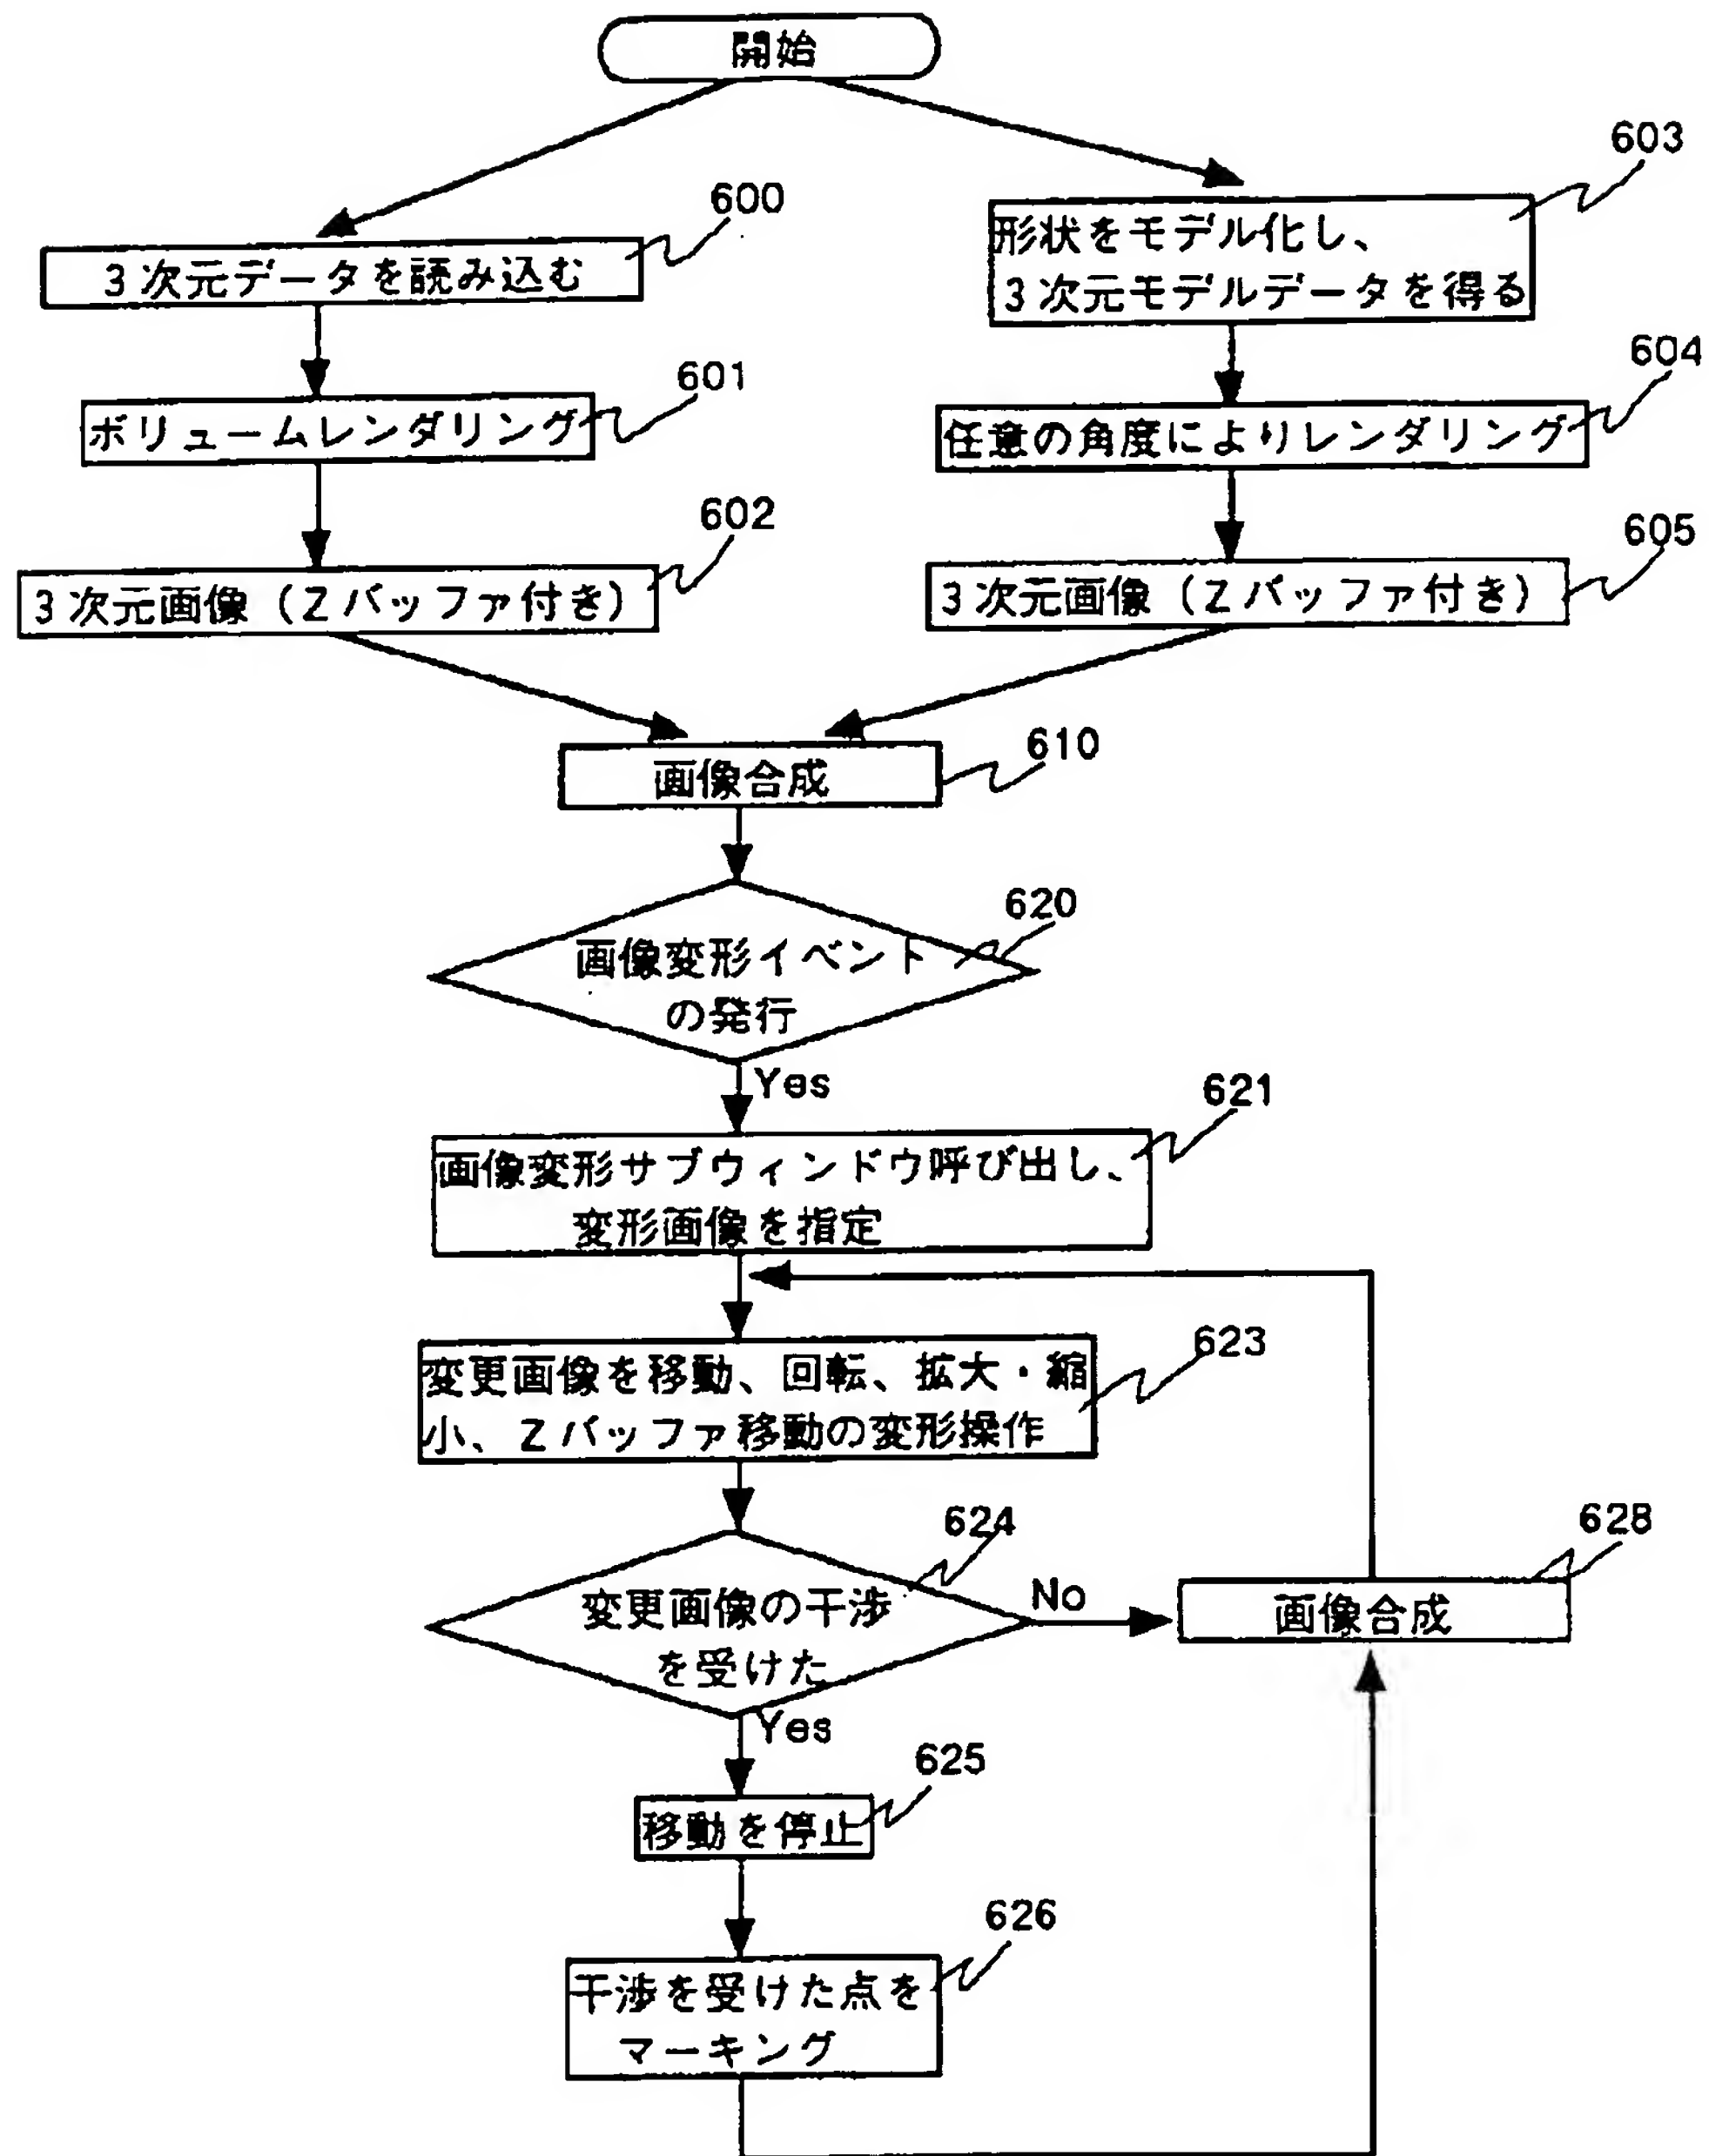 開始
600
3次元データを読み込む
601
ボリュームレンダリング
602
3次元画像（Zバッファ付き）
603
形状をモデル化し、
3次元モデルデータを得る
604
任意の角度によりレンダリング
605
3次元画像（Zバッファ付き）
610
画像合成
620
画像変形イベント
の発行
Yes
621
画像変形サブウィンドウ呼び出し、
変形画像を指定
623
変更画像を移動、回転、拡大・縮
小、Zバッファ移動の変形操作
624
変更画像の干渉
を受けた
No
628
画像合成
Yes
625
移動を停止
626
干渉を受けた点を
マーキング